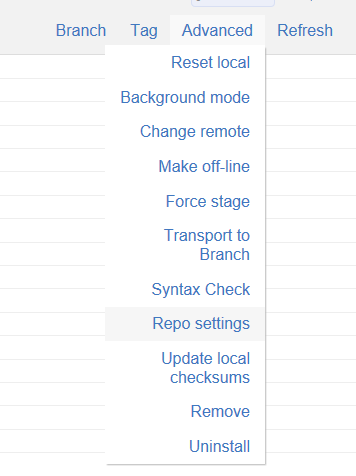 Branch Tag Advanced Refresh
Reset local
Background mode
Change remote
Make off-line
Force stage
Transport to
Branch
Syntax Check
Repo settings
Update local
checksums
Remove
Uninstall